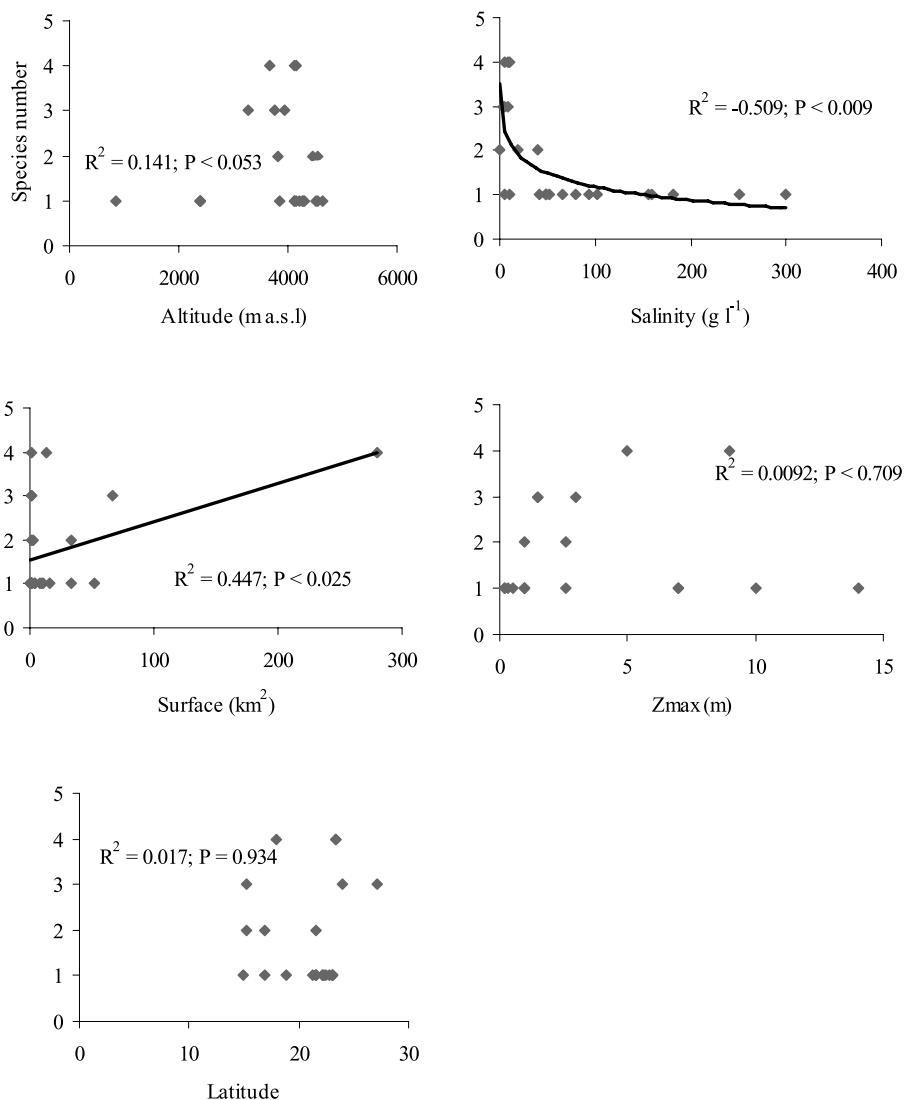 5
4
3
2
1
0
Species number
R² = 0.141; P < 0.053
0 2000 4000 6000
Altitude (m a.s.l)
5
4
3
2
1
0
R² = -0.509; P < 0.009
0 100 200 300 400
Salinity (g l⁻¹)
5
4
3
2
1
0
R² = 0.447; P < 0.025
0 100 200 300
Surface (km²)
5
4
3
2
1
0
R² = 0.0092; P < 0.709
0 5 10 15
Zmax (m)
5
4
3
2
1
0
R² = 0.017; P = 0.934
0 10 20 30
Latitude